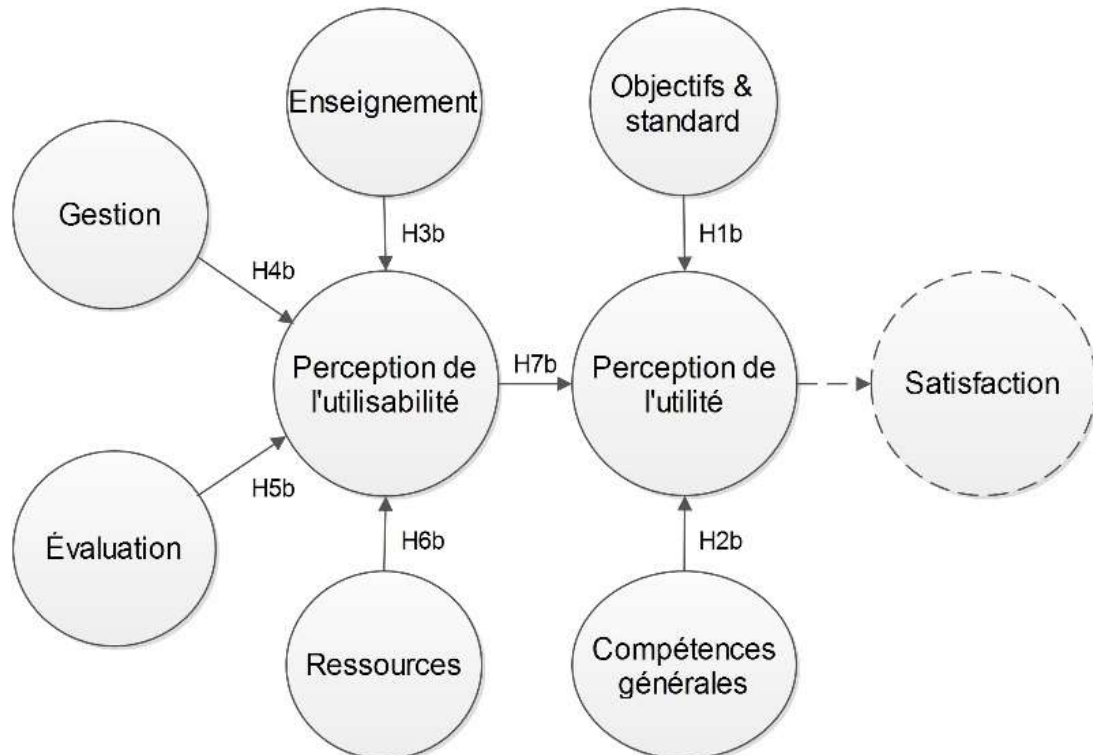 Enseignement
Objectifs &
standard
Gestion
H3b
H1b
H4b
Perception de
l'utilisabilité
H7b
Perception de
l'utilité
Satisfaction
H5b
Évaluation
H6b
H2b
Ressources
Compétences
générales